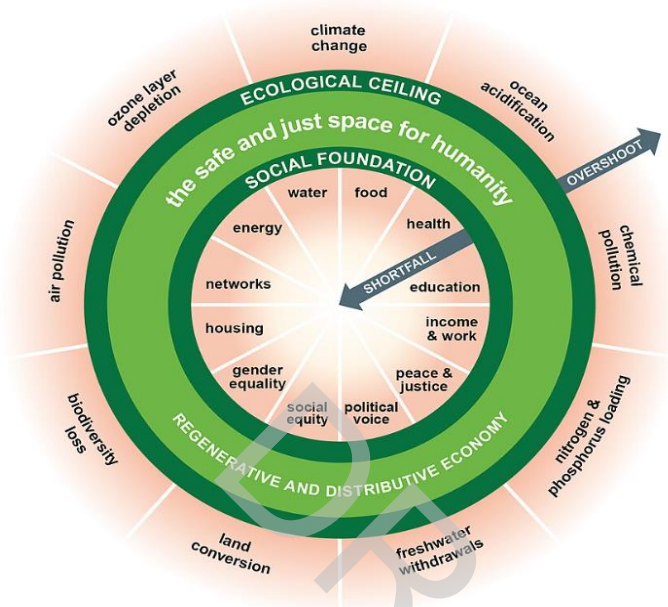 climate
change
ocean
acidification
chemical
pollution
nitrogen &
phosphorus loading
freshwater
withdrawals
land
conversion
biodiversity
loss
air pollution
ozone layer
depletion
ECOLOGICAL CEILING
the safe and just space for humanity
SOCIAL FOUNDATION
OVERSHOOT
SHORTFALL
water
food
health
education
income
& work
peace &
justice
political
voice
social
equity
gender
equality
housing
networks
energy
REGENERATIVE AND DISTRIBUTIVE ECONOMY